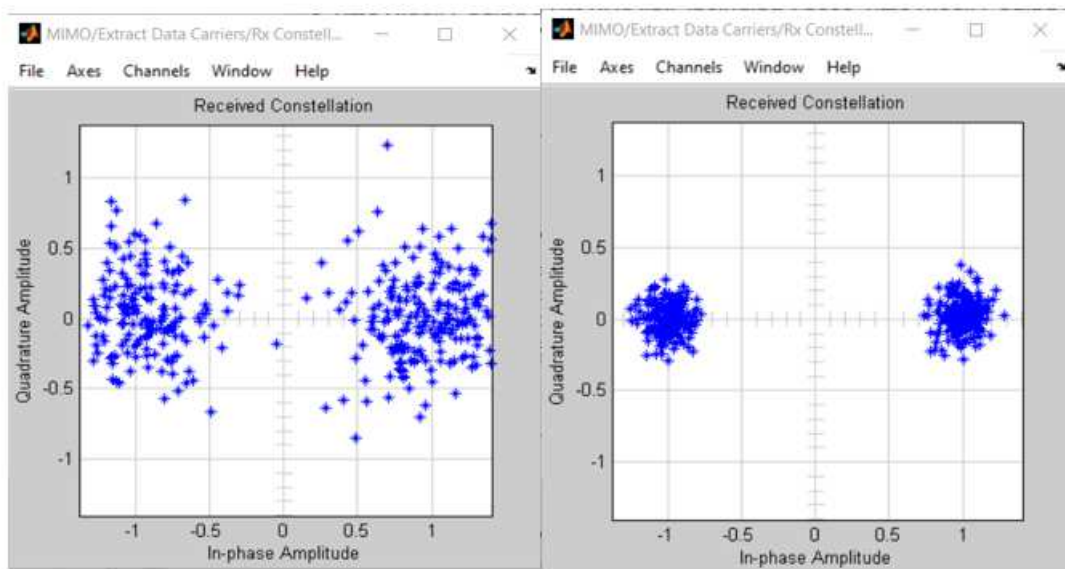 MIMO/Extract Data Carriers/Rx Constell...
File Axes Channels Window Help
Received Constellation
Quadrature Amplitude
1
0.5
0
-0.5
-1
-1 -0.5 0 0.5 1
In-phase Amplitude
MIMO/Extract Data Carriers/Rx Constell...
File Axes Channels Window Help
Received Constellation
Quadrature Amplitude
1
0.5
0
-0.5
-1
-1 -0.5 0 0.5 1
In-phase Amplitude